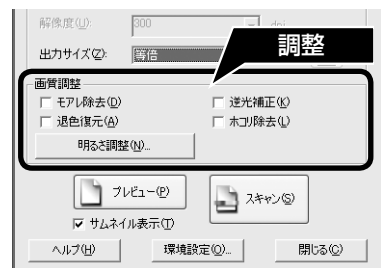 解像度(U): 300 dpi
調整
出力サイズ(Z): 等倍
画質調整
モアレ除去(D) 逆光補正(K)
退色復元(A) ホコリ除去(L)
明るさ調整(N)...
プレビュー(P) スキャン(S)
サムネイル表示(T)
ヘルプ(H) 環境設定(O)... 閉じる(C)